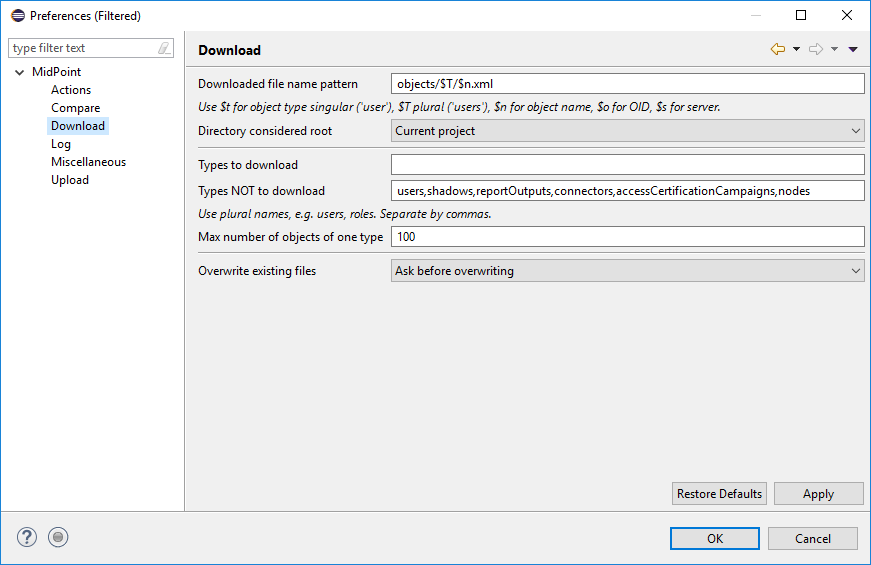 Preferences (Filtered)
type filter text
MidPoint
Actions
Compare
Download
Log
Miscellaneous
Upload
Download
Downloaded file name pattern objects/$T/$n.xml
Use $t for object type singular ('user'), $T plural ('users'), $n for object name, $o for OID, $s for server.
Directory considered root Current project
Types to download
Types NOT to download users,shadows,reportOutputs,connectors,accessCertificationCampaigns,nodes
Use plural names, e.g. users, roles. Separate by commas.
Max number of objects of one type 100
Overwrite existing files Ask before overwriting
Restore Defaults Apply
? OK Cancel